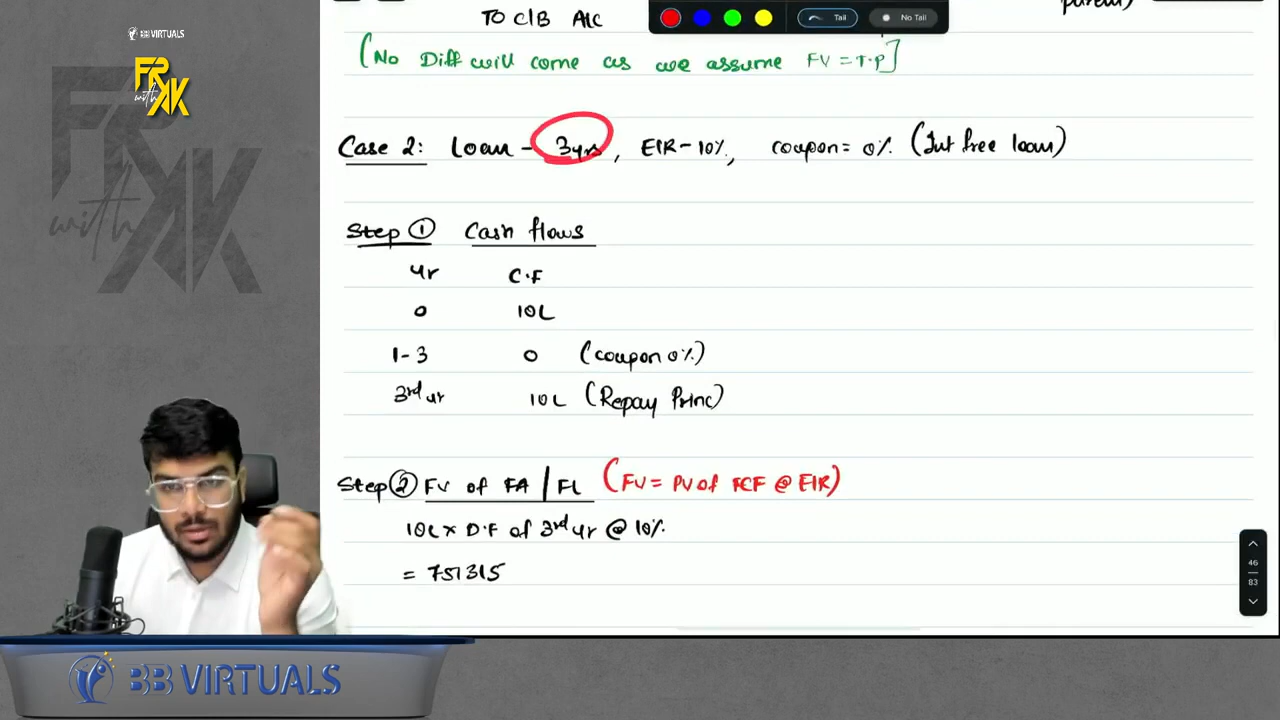 TO C/B A/C
parent)
Tail
No Tail
BB VIRTUALS
FR
with
AK
(No Diff will come as we assume FV = T.P]
Case 2: Loan - 3yrs, EIR - 10%, coupon = 0% (Int free loan)
Step ① Cash flows
yr C.F
0 10L
1-3 0 (coupon 0%)
3rd yr 10L (Repay Princ)
Step ② FV of FA / FL (FV = PV of FCF @ EIR)
10L x D.F of 3rd yr @ 10%
= 751315
46
83
BB VIRTUALS